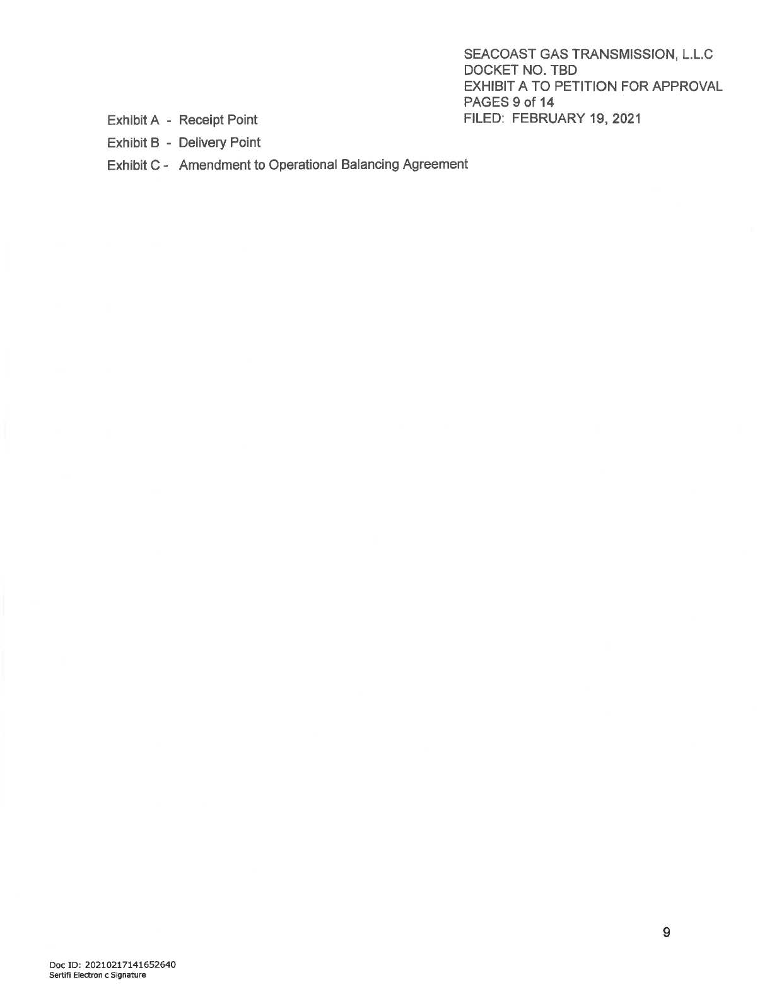 SEACOAST GAS TRANSMISSION, L.L.C
DOCKET NO. TBD
EXHIBIT A TO PETITION FOR APPROVAL
PAGES 9 of 14
FILED: FEBRUARY 19, 2021
Exhibit A - Receipt Point
Exhibit B - Delivery Point
Exhibit C - Amendment to Operational Balancing Agreement
9
Doc ID: 20210217141652640
Sertifi Electron c Signature